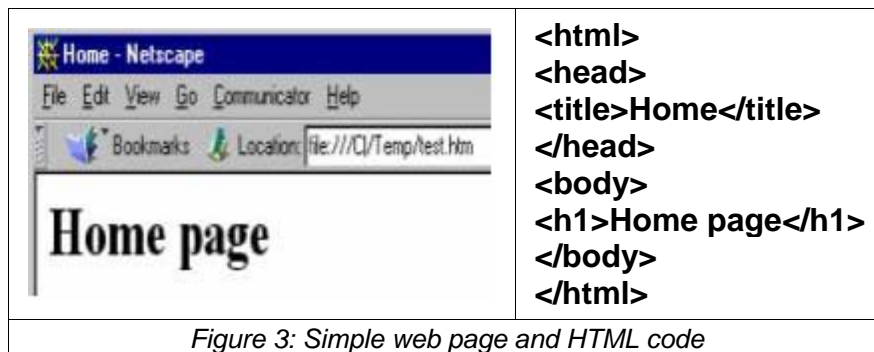 Home - Netscape
File Edit View Go Communicator Help
Bookmarks Location: file:///C|/Temp/test.htm
Home page
<html>
<head>
<title>Home</title>
</head>
<body>
<h1>Home page</h1>
</body>
</html>
Figure 3: Simple web page and HTML code